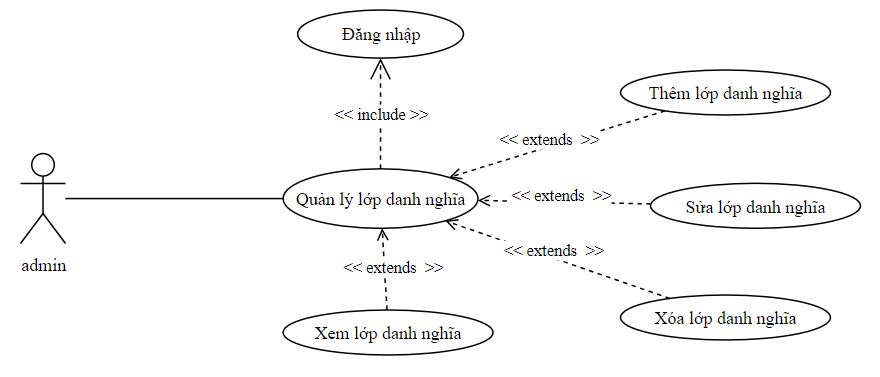 Đăng nhập
Thêm lớp danh nghĩa
<< include >>
<< extends >>
Quản lý lớp danh nghĩa
<< extends >>
Sửa lớp danh nghĩa
admin
<< extends >>
<< extends >>
Xem lớp danh nghĩa
Xóa lớp danh nghĩa